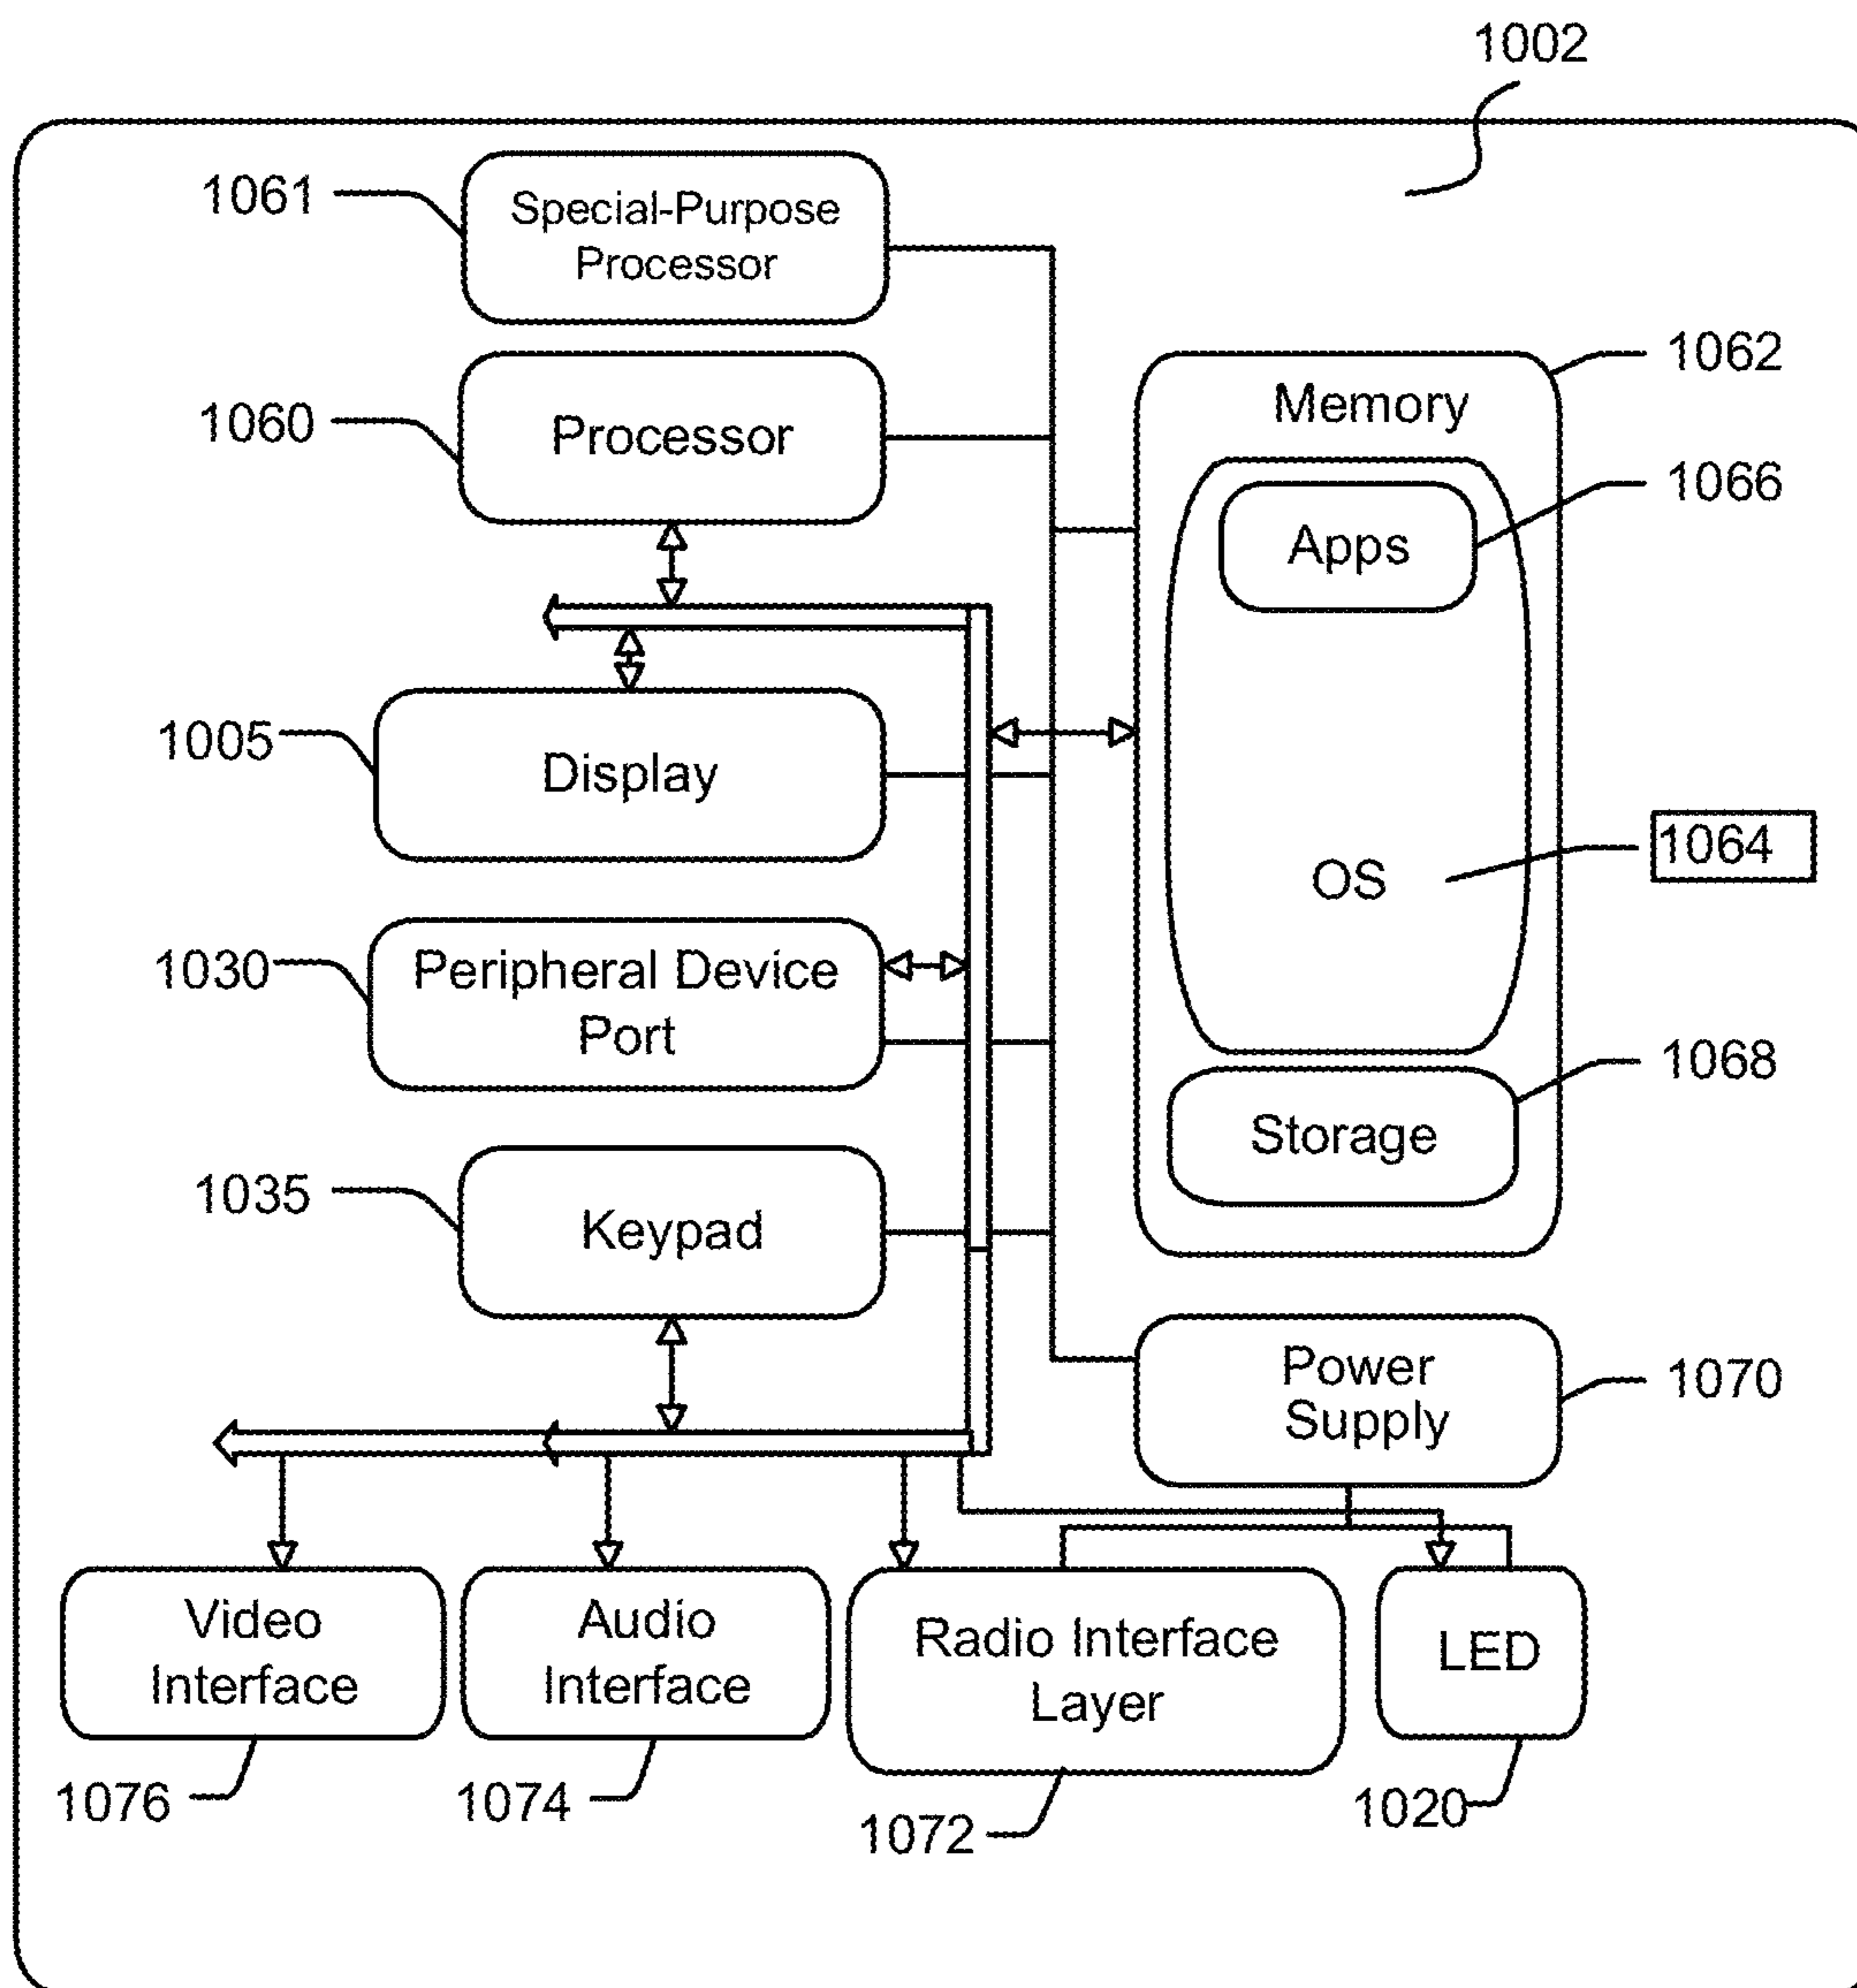 1002
1061
Special-Purpose
Processor
1062
Memory
1060
Processor
1066
Apps
1005
Display
1064
OS
1030
Peripheral Device
Port
1068
Storage
1035
Keypad
Power
Supply
1070
Video
Interface
Audio
Interface
Radio Interface
Layer
LED
1076
1074
1072
1020